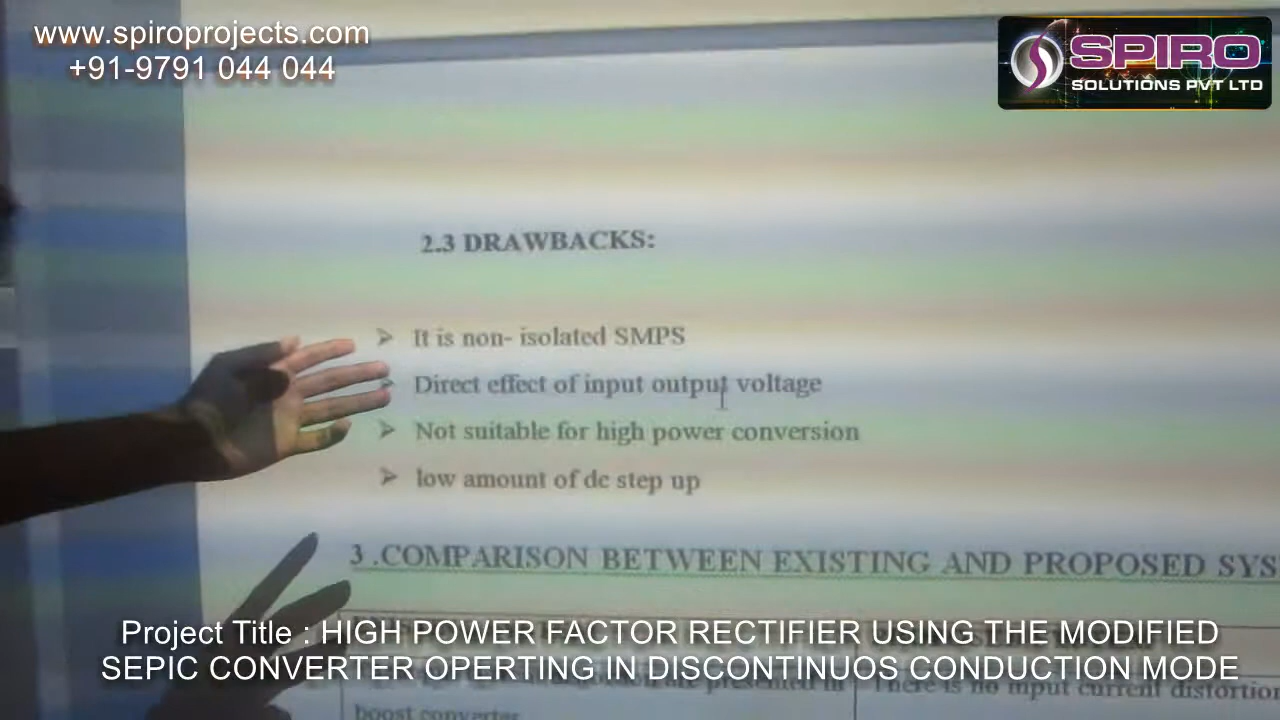 www.spiroprojects.com
+91-9791 044 044
SPIRO
SOLUTIONS PVT LTD
2.3 DRAWBACKS:
It is non- isolated SMPS
Direct effect of input output voltage
Not suitable for high power conversion
low amount of dc step up
3 .COMPARISON BETWEEN EXISTING AND PROPOSED SYS
Project Title : HIGH POWER FACTOR RECTIFIER USING THE MODIFIED
SEPIC CONVERTER OPERTING IN DISCONTINUOS CONDUCTION MODE
presented in
There is no input current distortion
boost converter